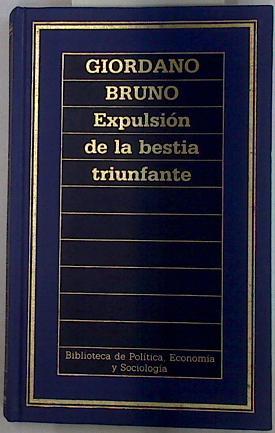 GIORDANO
BRUNO
Expulsión
de la bestia
triunfante
Biblioteca de Política, Economía
y Sociología